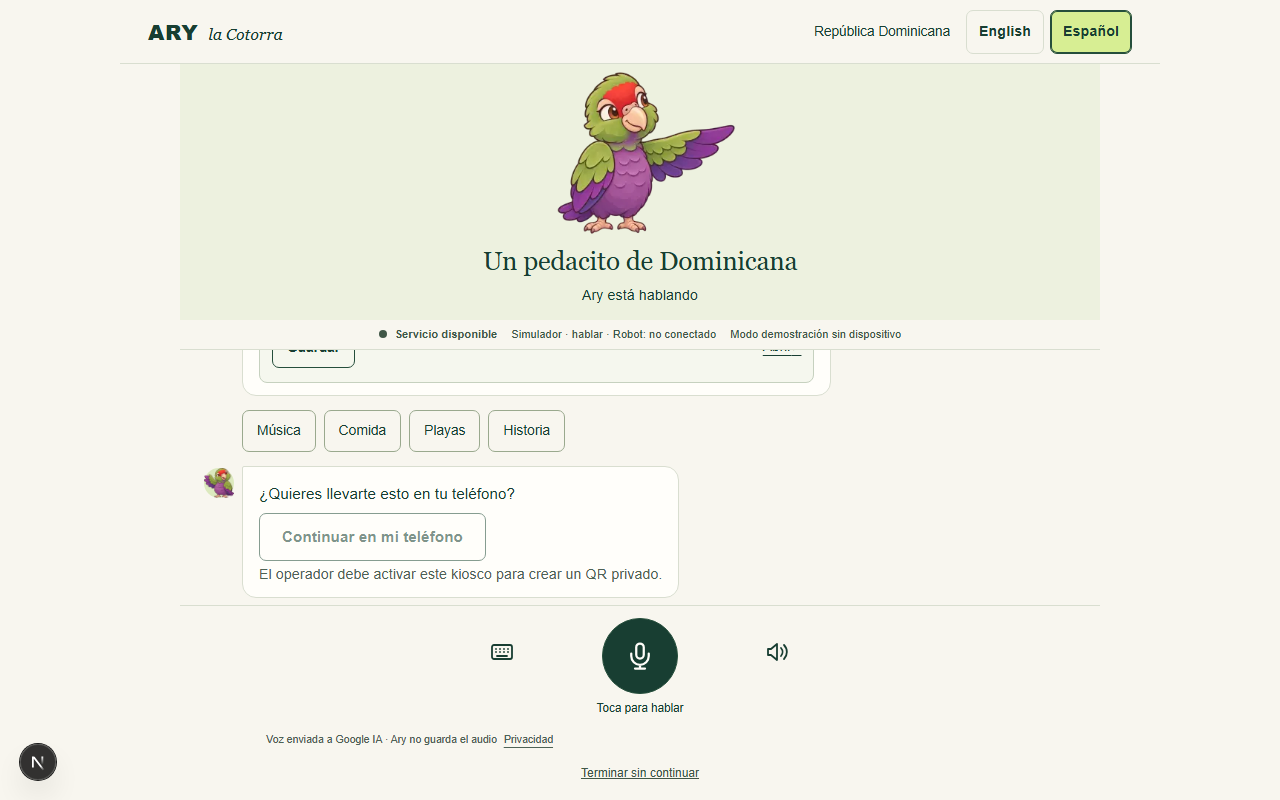 ARY la Cotorra
República Dominicana
English
Español
Un pedacito de Dominicana
Ary está hablando
Servicio disponible Simulador · hablar · Robot: no conectado Modo demostración sin dispositivo
Música Comida Playas Historia
¿Quieres llevarte esto en tu teléfono?
Continuar en mi teléfono
El operador debe activar este kiosco para crear un QR privado.
Toca para hablar
Voz enviada a Google IA · Ary no guarda el audio Privacidad
Terminar sin continuar